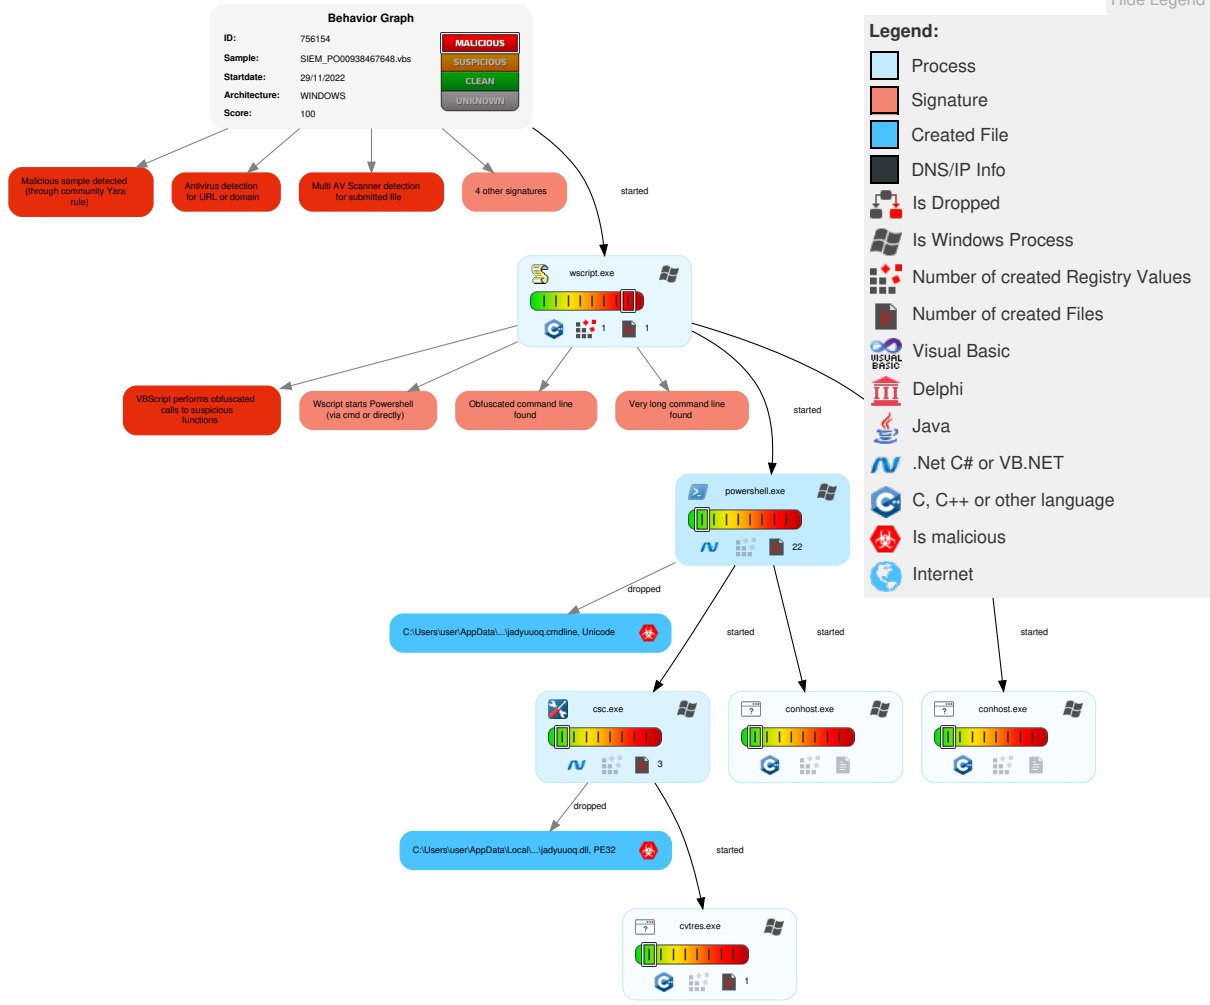 Hide Legend
Behavior Graph
ID: 756154
Sample: SIEM_PO00938467648.vbs
Startdate: 29/11/2022
Architecture: WINDOWS
Score: 100
MALICIOUS
SUSPICIOUS
CLEAN
UNKNOWN
Legend:
Process
Signature
Created File
DNS/IP Info
Is Dropped
Is Windows Process
Number of created Registry Values
Number of created Files
VISUAL
BASIC
Visual Basic
Delphi
Java
.Net C# or VB.NET
C, C++ or other language
Is malicious
Internet
Malicious sample detected
(through community Yara
rule)
Antivirus detection
for URL or domain
Multi AV Scanner detection
for submitted file
4 other signatures
started
wscript.exe
1
1
VBScript performs obfuscated
calls to suspicious
functions
Wscript starts Powershell
(via cmd or directly)
Obfuscated command line
found
Very long command line
found
started
powershell.exe
22
dropped
C:\Users\user\AppData\...\jadyuuoq.cmdline, Unicode
started
started
started
csc.exe
3
conhost.exe
conhost.exe
dropped
C:\Users\user\AppData\Local\...\jadyuuoq.dll, PE32
started
cvtres.exe
1